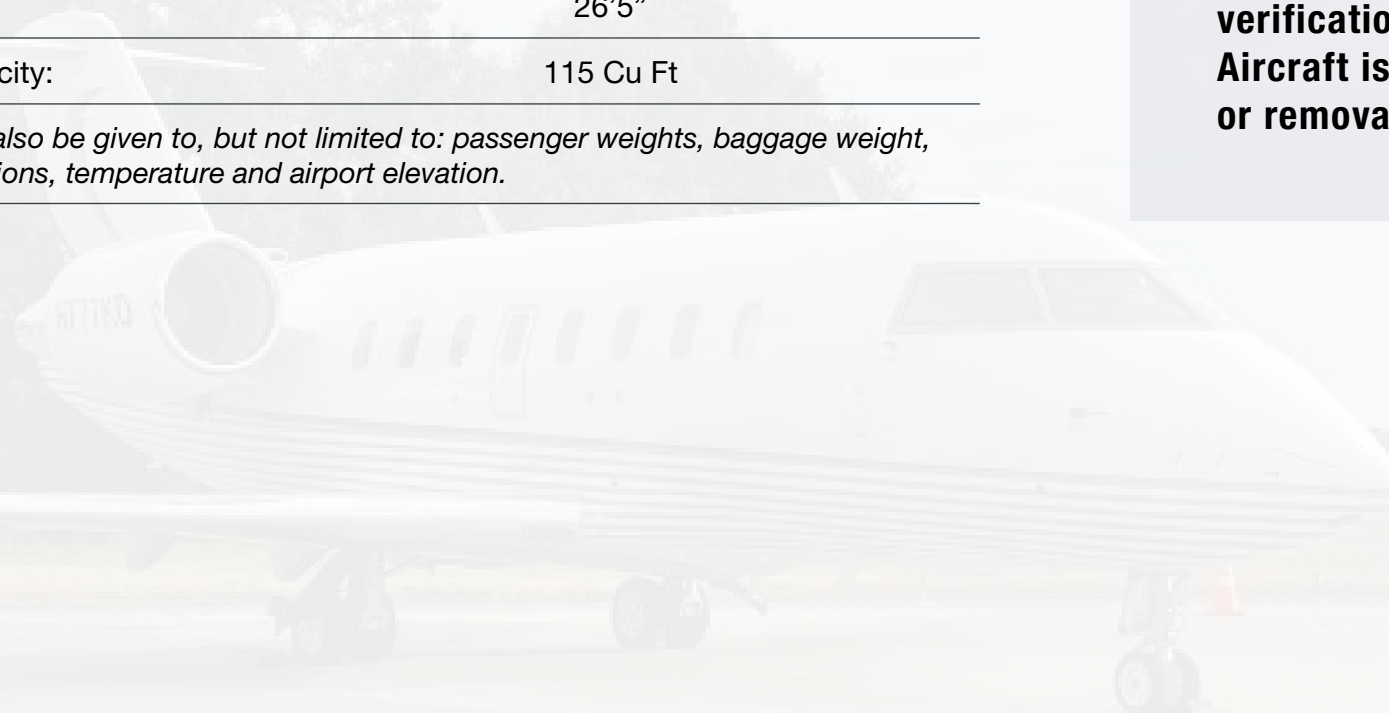 26’5”
city:	115 Cu Ft
also be given to, but not limited to: passenger weights, baggage weight,
ions, temperature and airport elevation.
verificatio
Aircraft is
or remova